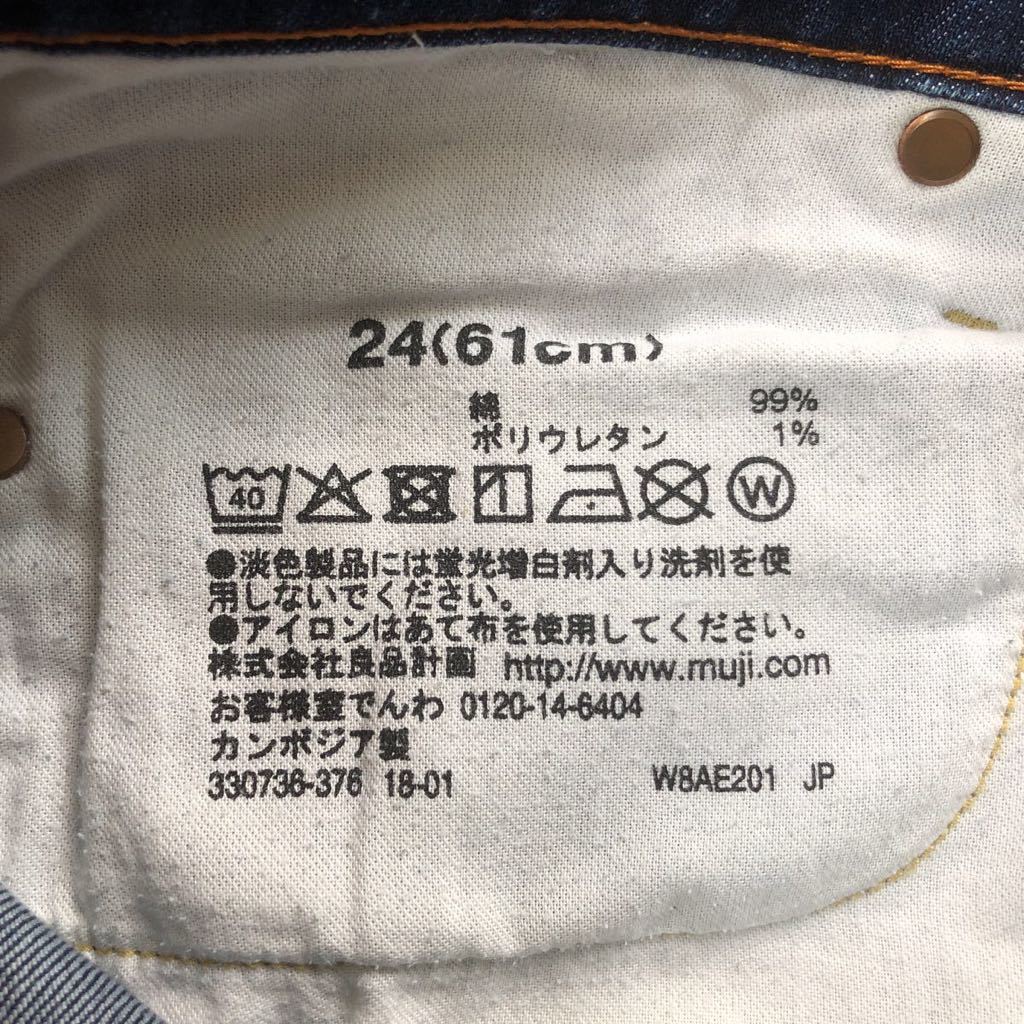 24(61cm)
綿 99%
ポリウレタン 1%
40
W
●淡色製品には蛍光増白剤入り洗剤を使
用しないでください。
●アイロンはあて布を使用してください。
株式会社良品計画 http://www.muji.com
お客様室でんわ 0120-14-6404
カンボジア製
330736-376 18-01 W8AE201 JP